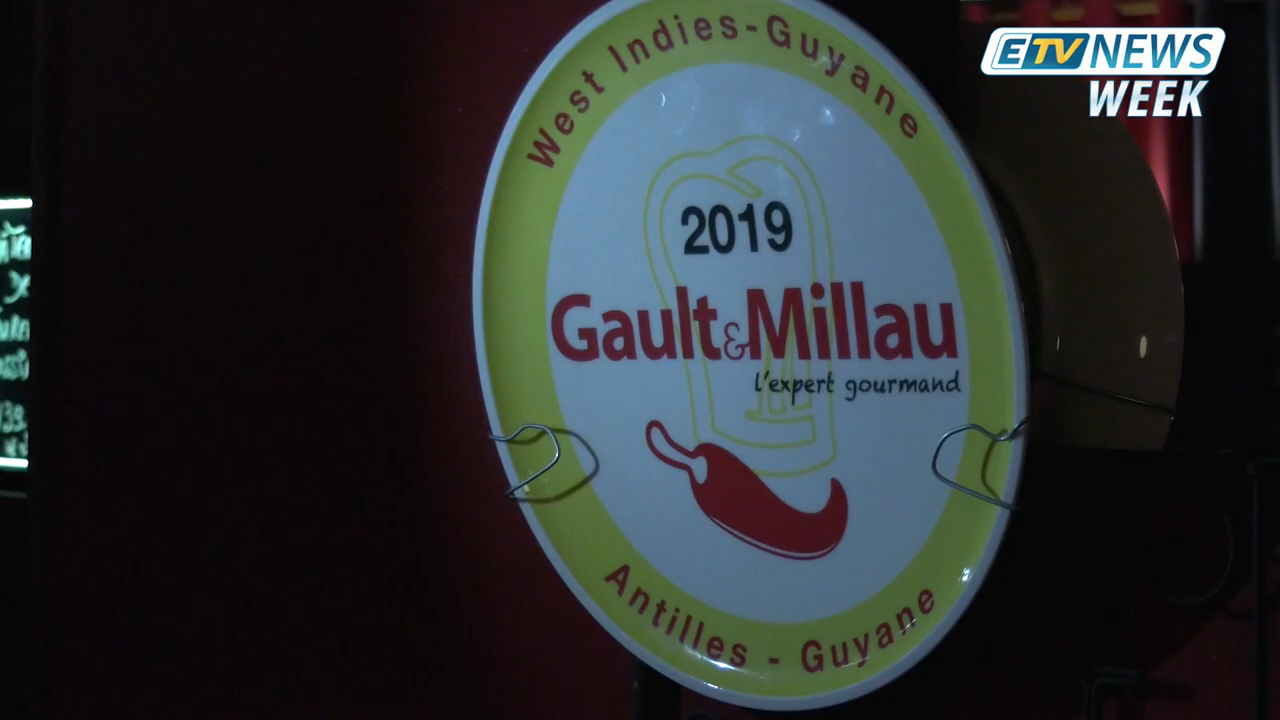 ETV NEWS
WEEK
West Indies-Guyane
2019
Gault&Millau
l'expert gourmand
Antilles - Guyane